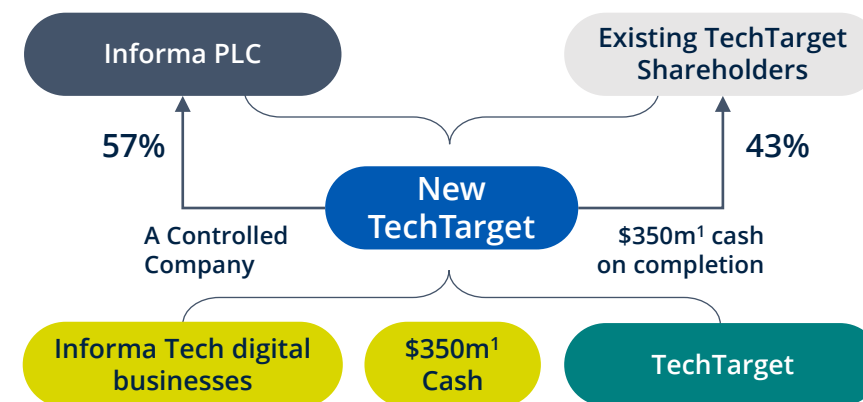 Informa PLC
Existing TechTarget
Shareholders
57%
43%
New
TechTarget
A Controlled
Company
$350m¹ cash
on completion
Informa Tech digital
businesses
$350m¹
Cash
TechTarget